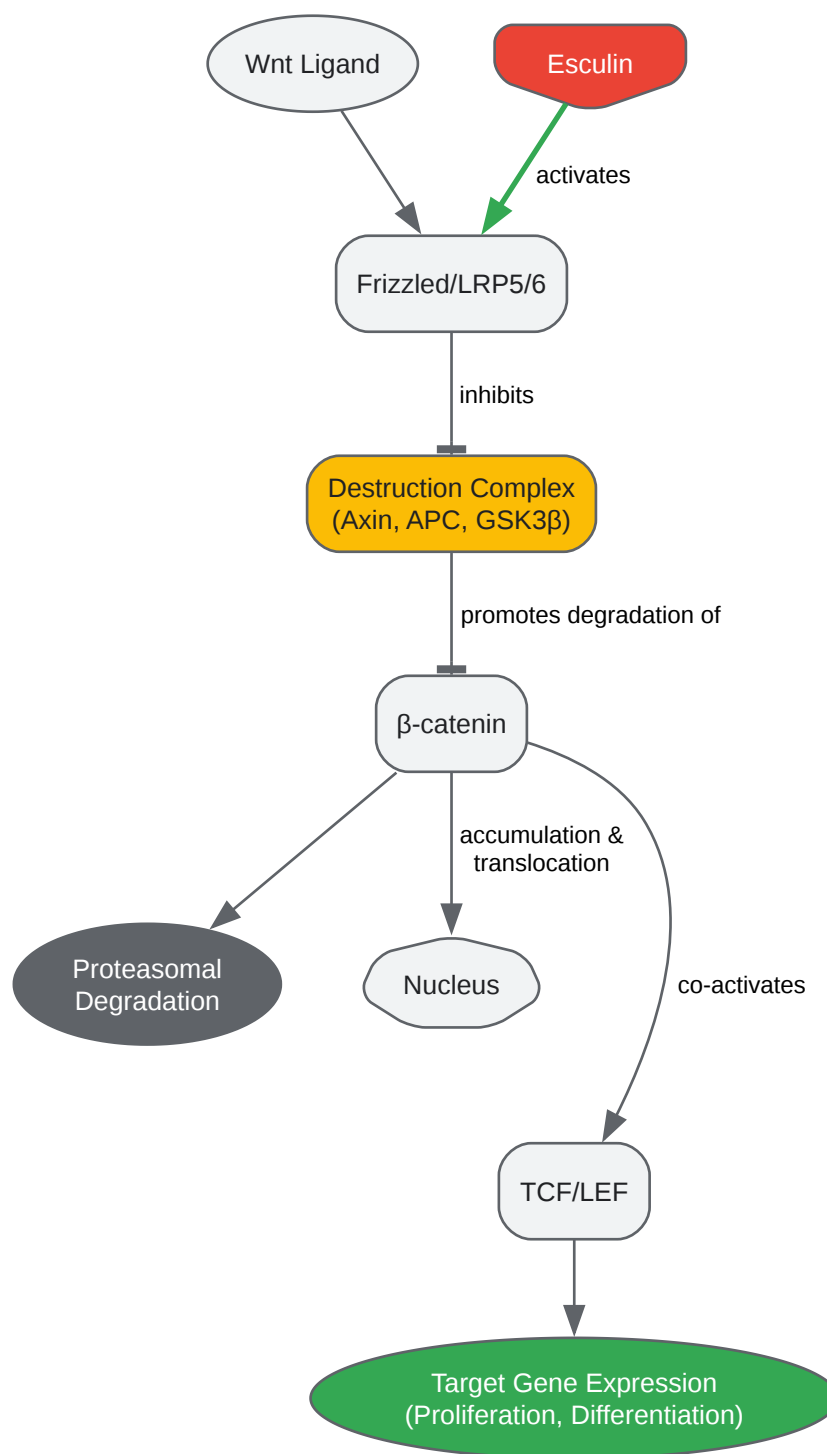 Wnt Ligand
Esculin
activates
Frizzled/LRP5/6
inhibits
Destruction Complex
(Axin, APC, GSK3β)
promotes degradation of
β-catenin
accumulation &
translocation
Proteasomal
Degradation
Nucleus
co-activates
TCF/LEF
Target Gene Expression
(Proliferation, Differentiation)